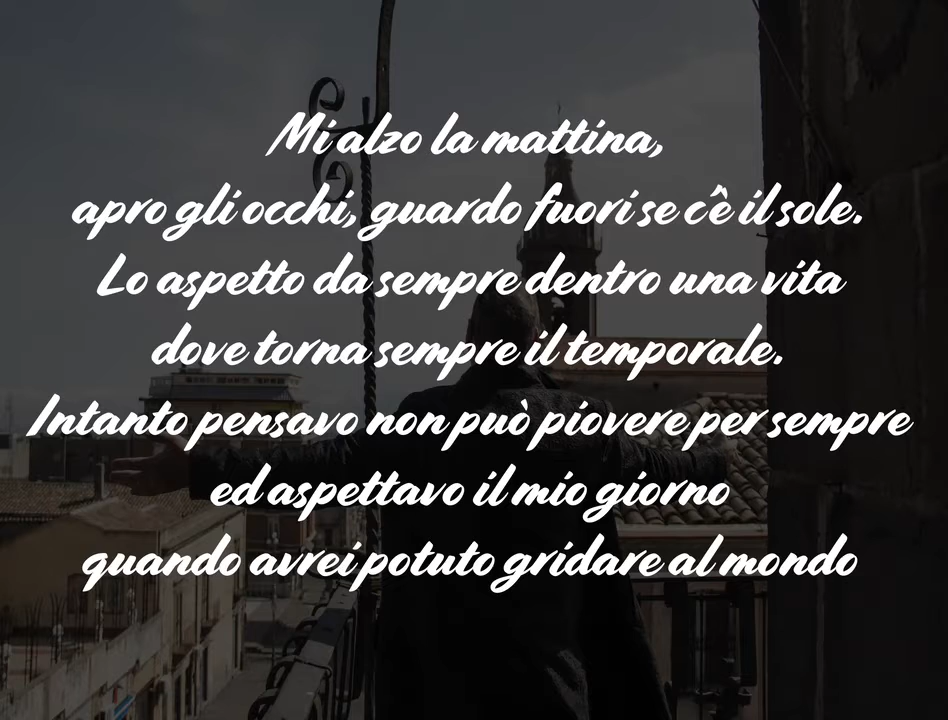 Mi alzo la mattina,
apro gli occhi, guardo fuori se c'è il sole.
Lo aspetto da sempre dentro una vita
dove torna sempre il temporale.
Intanto pensavo non può piovere per sempre
ed aspettavo il mio giorno
quando avrei potuto gridare al mondo